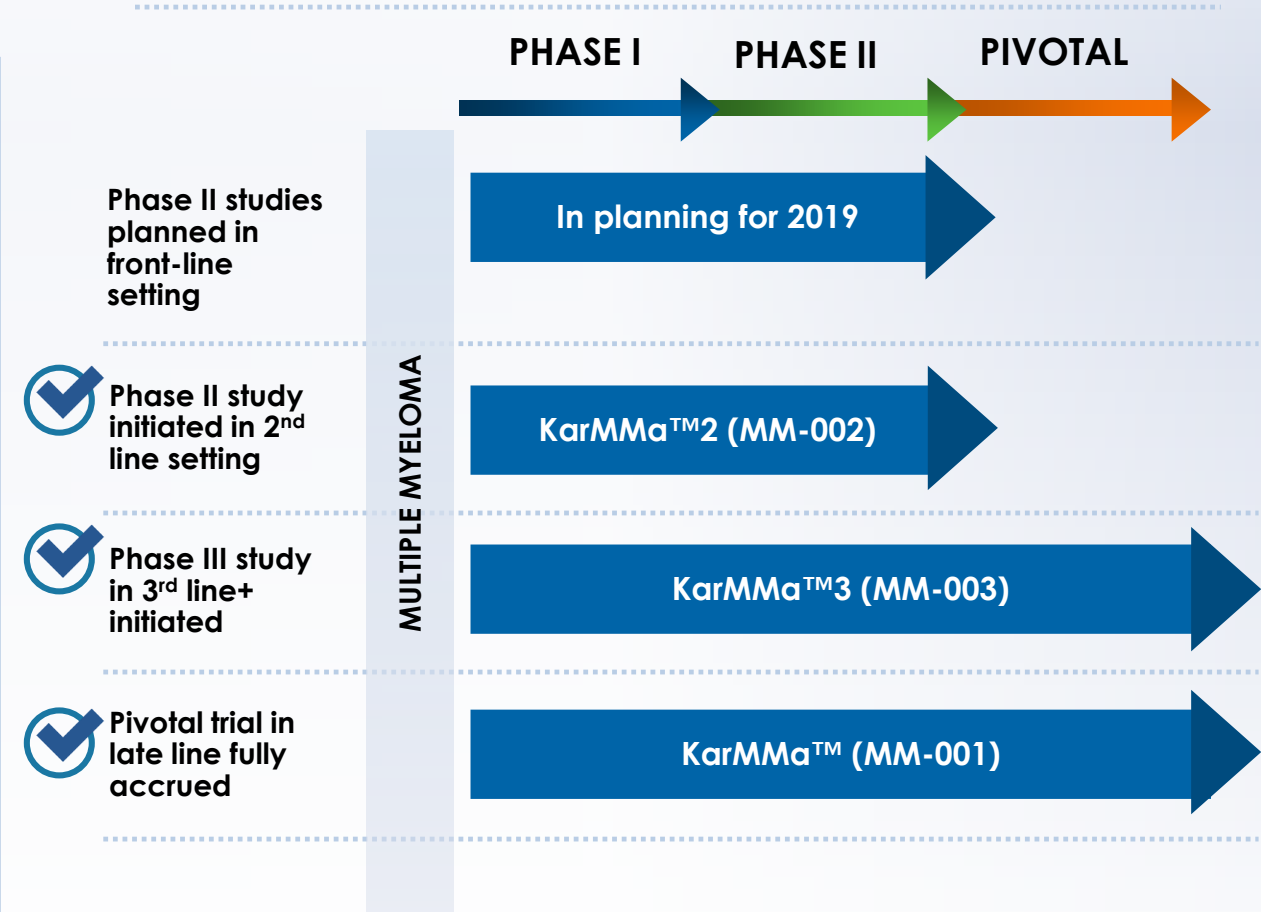 PHASE I
PHASE II
PIVOTAL
Phase II studies
planned in
front-line
setting
In planning for 2019
MULTIPLE MYELOMA
Phase II study
initiated in 2nd
line setting
KarMMa™2 (MM-002)
Phase III study
in 3rd line+
initiated
KarMMa™3 (MM-003)
Pivotal trial in
late line fully
accrued
KarMMa™ (MM-001)